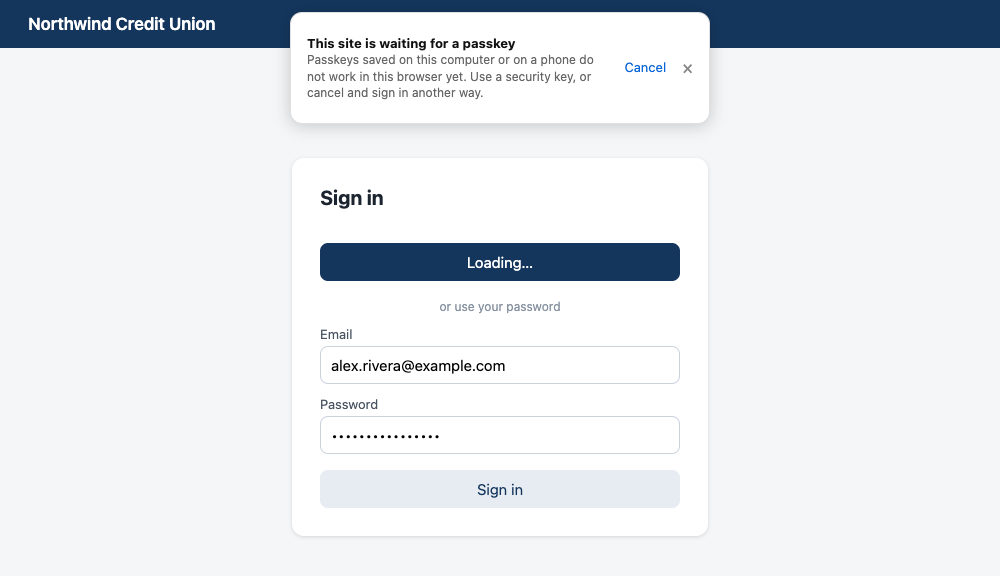 Northwind Credit Union
This site is waiting for a passkey
Passkeys saved on this computer or on a phone do
not work in this browser yet. Use a security key, or
cancel and sign in another way.
Cancel
×
Sign in
Loading...
or use your password
Email
alex.rivera@example.com
Password
••••••••••••••••
Sign in